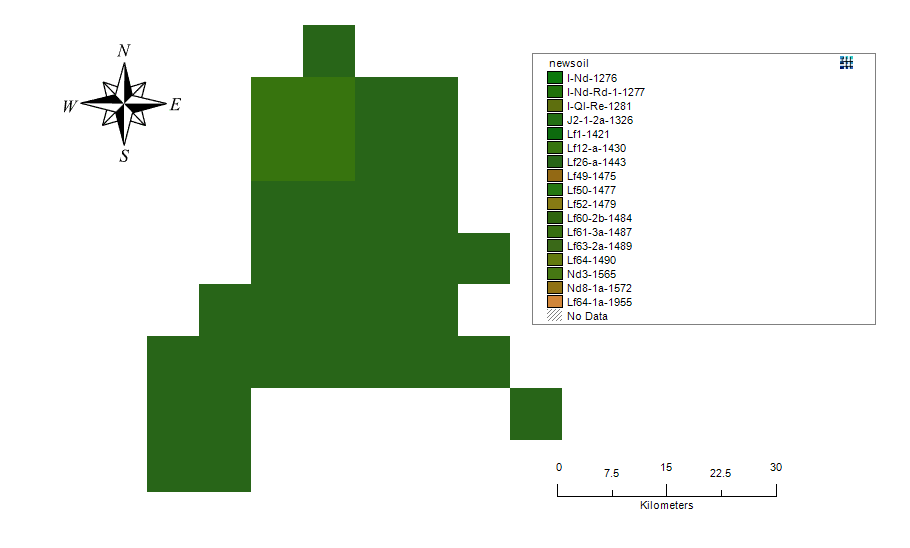 N
W E
S
newsoil
I-Nd-1276
I-Nd-Rd-1-1277
I-Ql-Re-1281
J2-1-2a-1326
Lf1-1421
Lf12-a-1430
Lf26-a-1443
Lf49-1475
Lf50-1477
Lf52-1479
Lf60-2b-1484
Lf61-3a-1487
Lf63-2a-1489
Lf64-1490
Nd3-1565
Nd8-1a-1572
Lf64-1a-1955
No Data
0 7.5 15 22.5 30
Kilometers